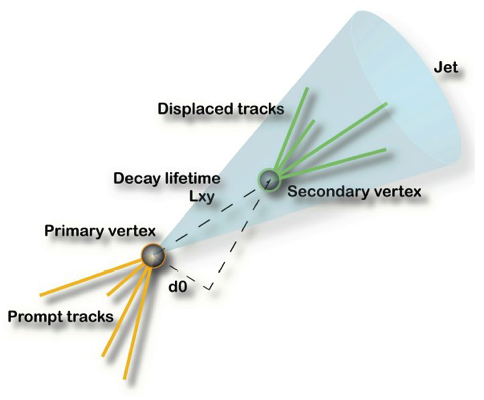 Jet
Displaced tracks
Decay lifetime
Lxy
Secondary vertex
Primary vertex
d0
Prompt tracks